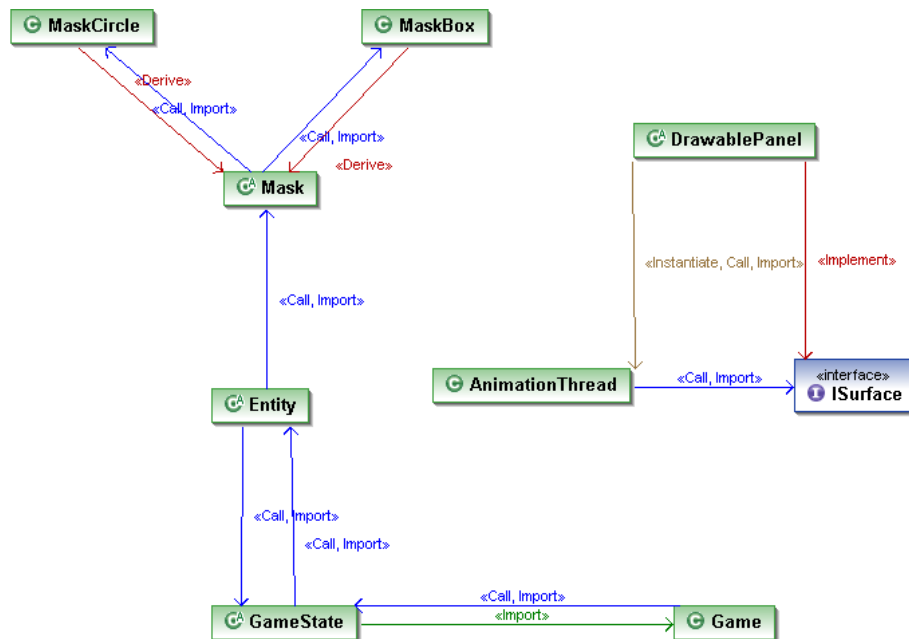 MaskCircle
MaskBox
«Derive»
«Call, Import»
«Call, Import»
«Derive»
Mask
DrawablePanel
«Instantiate, Call, Import»
«Implement»
«Call, Import»
AnimationThread
«Call, Import»
«interface»
ISurface
Entity
«Call, Import»
«Call, Import»
GameState
«Call, Import»
«Import»
Game